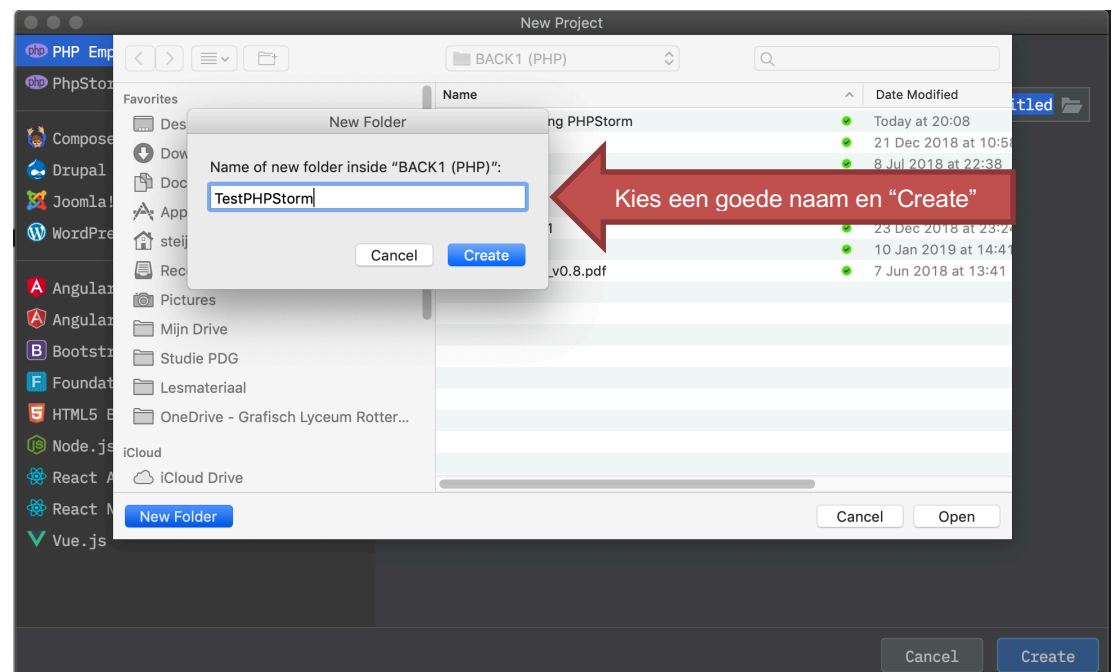 New Project
PHP Emp
BACK1 (PHP)
PhpStor
itled
Favorites
Name
Date Modified
Des
New Folder
ng PHPStorm
Today at 20:08
Compose
21 Dec 2018 at 10:58
Dow
Name of new folder inside “BACK1 (PHP)”:
8 Jul 2018 at 22:38
Drupal
Doc
TestPHPStorm
Kies een goede naam en “Create”
Joomla!
App
WordPre
steij
1
23 Dec 2018 at 23:24
Cancel
Create
10 Jan 2019 at 14:41
Rec
_v0.8.pdf
7 Jun 2018 at 13:41
Angular
Pictures
Angular
Mijn Drive
Bootstr
Studie PDG
Foundat
Lesmateriaal
HTML5 B
OneDrive - Grafisch Lyceum Rotter...
Node.js
iCloud
React A
iCloud Drive
React N
New Folder
Cancel
Open
Vue.js
Cancel
Create